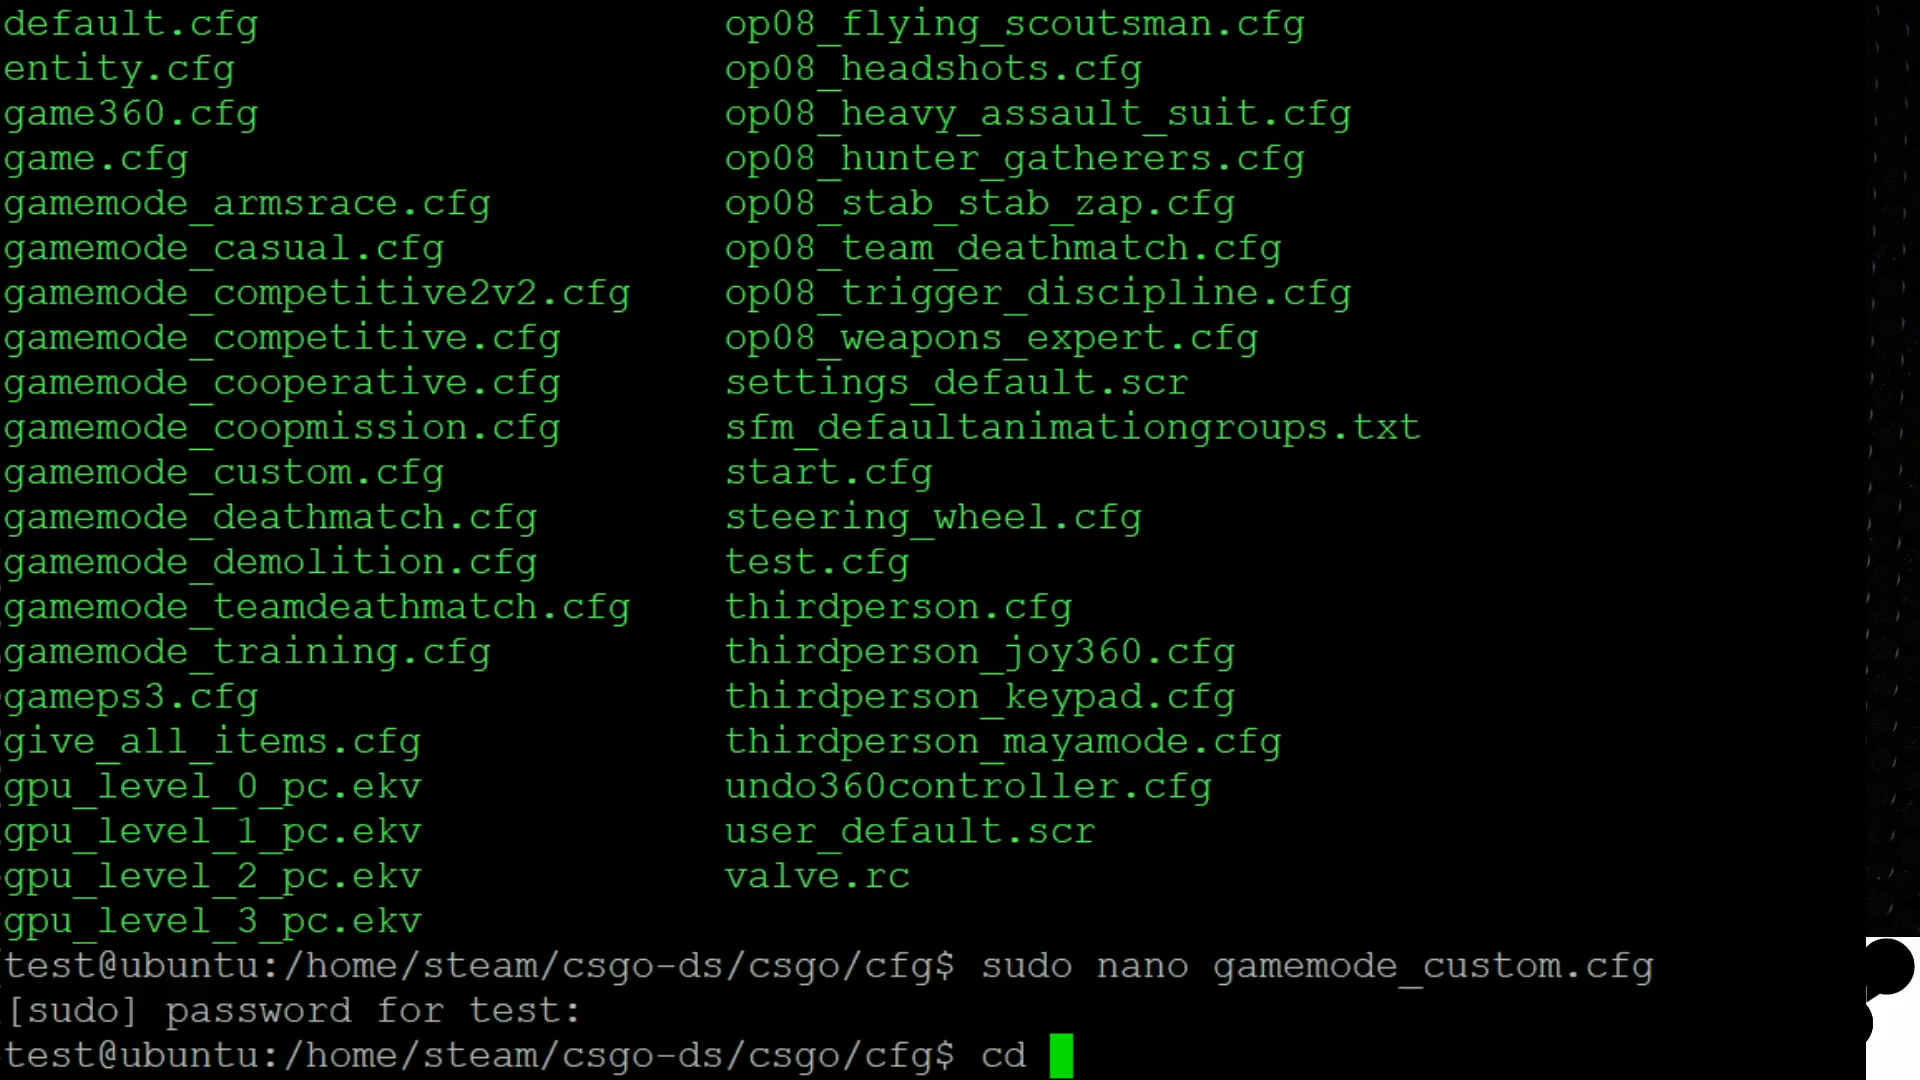 default.cfg op08_flying_scoutsman.cfg
entity.cfg op08_headshots.cfg
game360.cfg op08_heavy_assault_suit.cfg
game.cfg op08_hunter_gatherers.cfg
gamemode_armsrace.cfg op08_stab_stab_zap.cfg
gamemode_casual.cfg op08_team_deathmatch.cfg
gamemode_competitive2v2.cfg op08_trigger_discipline.cfg
gamemode_competitive.cfg op08_weapons_expert.cfg
gamemode_cooperative.cfg settings_default.scr
gamemode_coopmission.cfg sfm_defaultanimationgroups.txt
gamemode_custom.cfg start.cfg
gamemode_deathmatch.cfg steering_wheel.cfg
gamemode_demolition.cfg test.cfg
gamemode_teamdeathmatch.cfg thirdperson.cfg
gamemode_training.cfg thirdperson_joy360.cfg
gameps3.cfg thirdperson_keypad.cfg
give_all_items.cfg thirdperson_mayamode.cfg
gpu_level_0_pc.ekv undo360controller.cfg
gpu_level_1_pc.ekv user_default.scr
gpu_level_2_pc.ekv valve.rc
gpu_level_3_pc.ekv
test@ubuntu:/home/steam/csgo-ds/csgo/cfg$ sudo nano gamemode_custom.cfg
[sudo] password for test:
test@ubuntu:/home/steam/csgo-ds/csgo/cfg$ cd